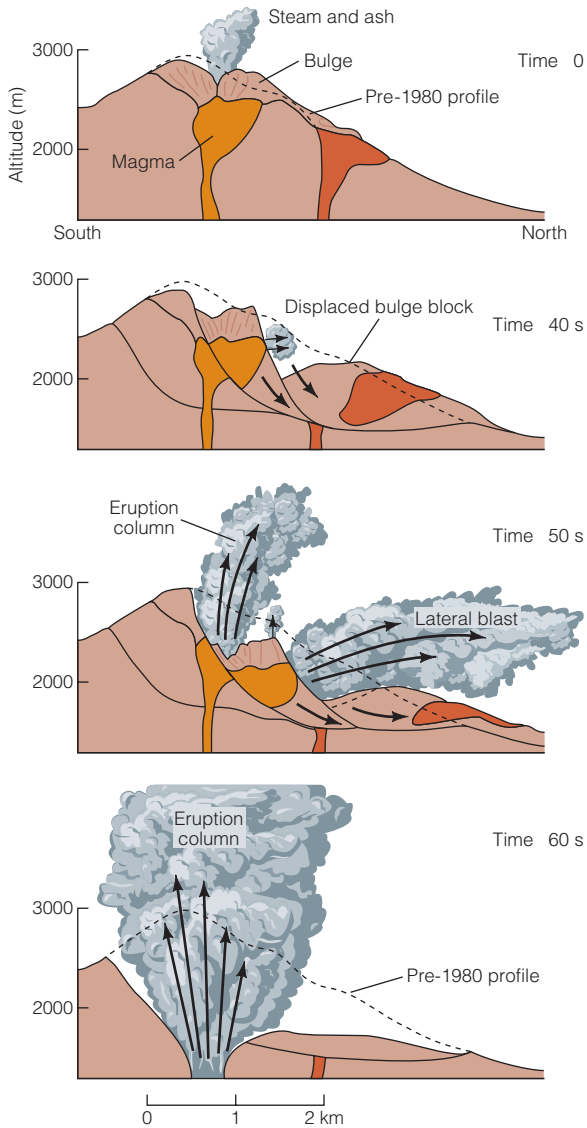 Steam and ash
3000
Bulge
Time 0
Pre-1980 profile
Altitude (m)
2000
Magma
South
North
3000
Displaced bulge block
Time 40 s
2000
Eruption
column
Time 50 s
3000
Lateral blast
2000
Eruption
column
Time 60 s
3000
Pre-1980 profile
2000
0 1 2 km